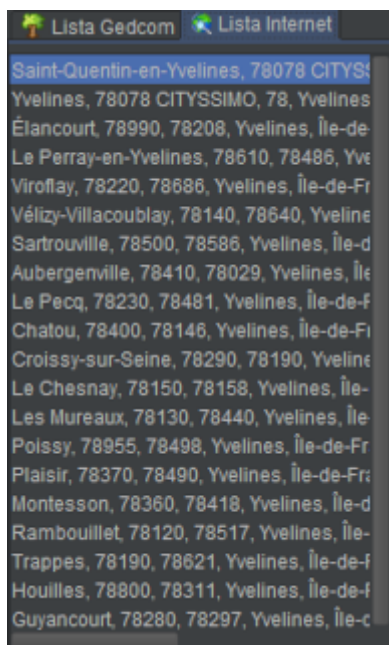 Lista Gedcom Lista Internet
Saint-Quentin-en-Yvelines, 78078 CITYS
Yvelines, 78078 CITYSSIMO, 78, Yvelines
Élancourt, 78990, 78208, Yvelines, Île-de-
Le Perray-en-Yvelines, 78610, 78486, Yve
Viroflay, 78220, 78686, Yvelines, Île-de-Fr
Vélizy-Villacoublay, 78140, 78640, Yveline
Sartrouville, 78500, 78586, Yvelines, Île-d
Aubergenville, 78410, 78029, Yvelines, Île
Le Pecq, 78230, 78481, Yvelines, Île-de-F
Chatou, 78400, 78146, Yvelines, Île-de-Fr
Croissy-sur-Seine, 78290, 78190, Yveline
Le Chesnay, 78150, 78158, Yvelines, Île-
Les Mureaux, 78130, 78440, Yvelines, Île
Poissy, 78955, 78498, Yvelines, Île-de-Fr
Plaisir, 78370, 78490, Yvelines, Île-de-Fra
Montesson, 78360, 78418, Yvelines, Île-d
Rambouillet, 78120, 78517, Yvelines, Île-
Trappes, 78190, 78621, Yvelines, Île-de-F
Houilles, 78800, 78311, Yvelines, Île-de-F
Guyancourt, 78280, 78297, Yvelines, Île-c